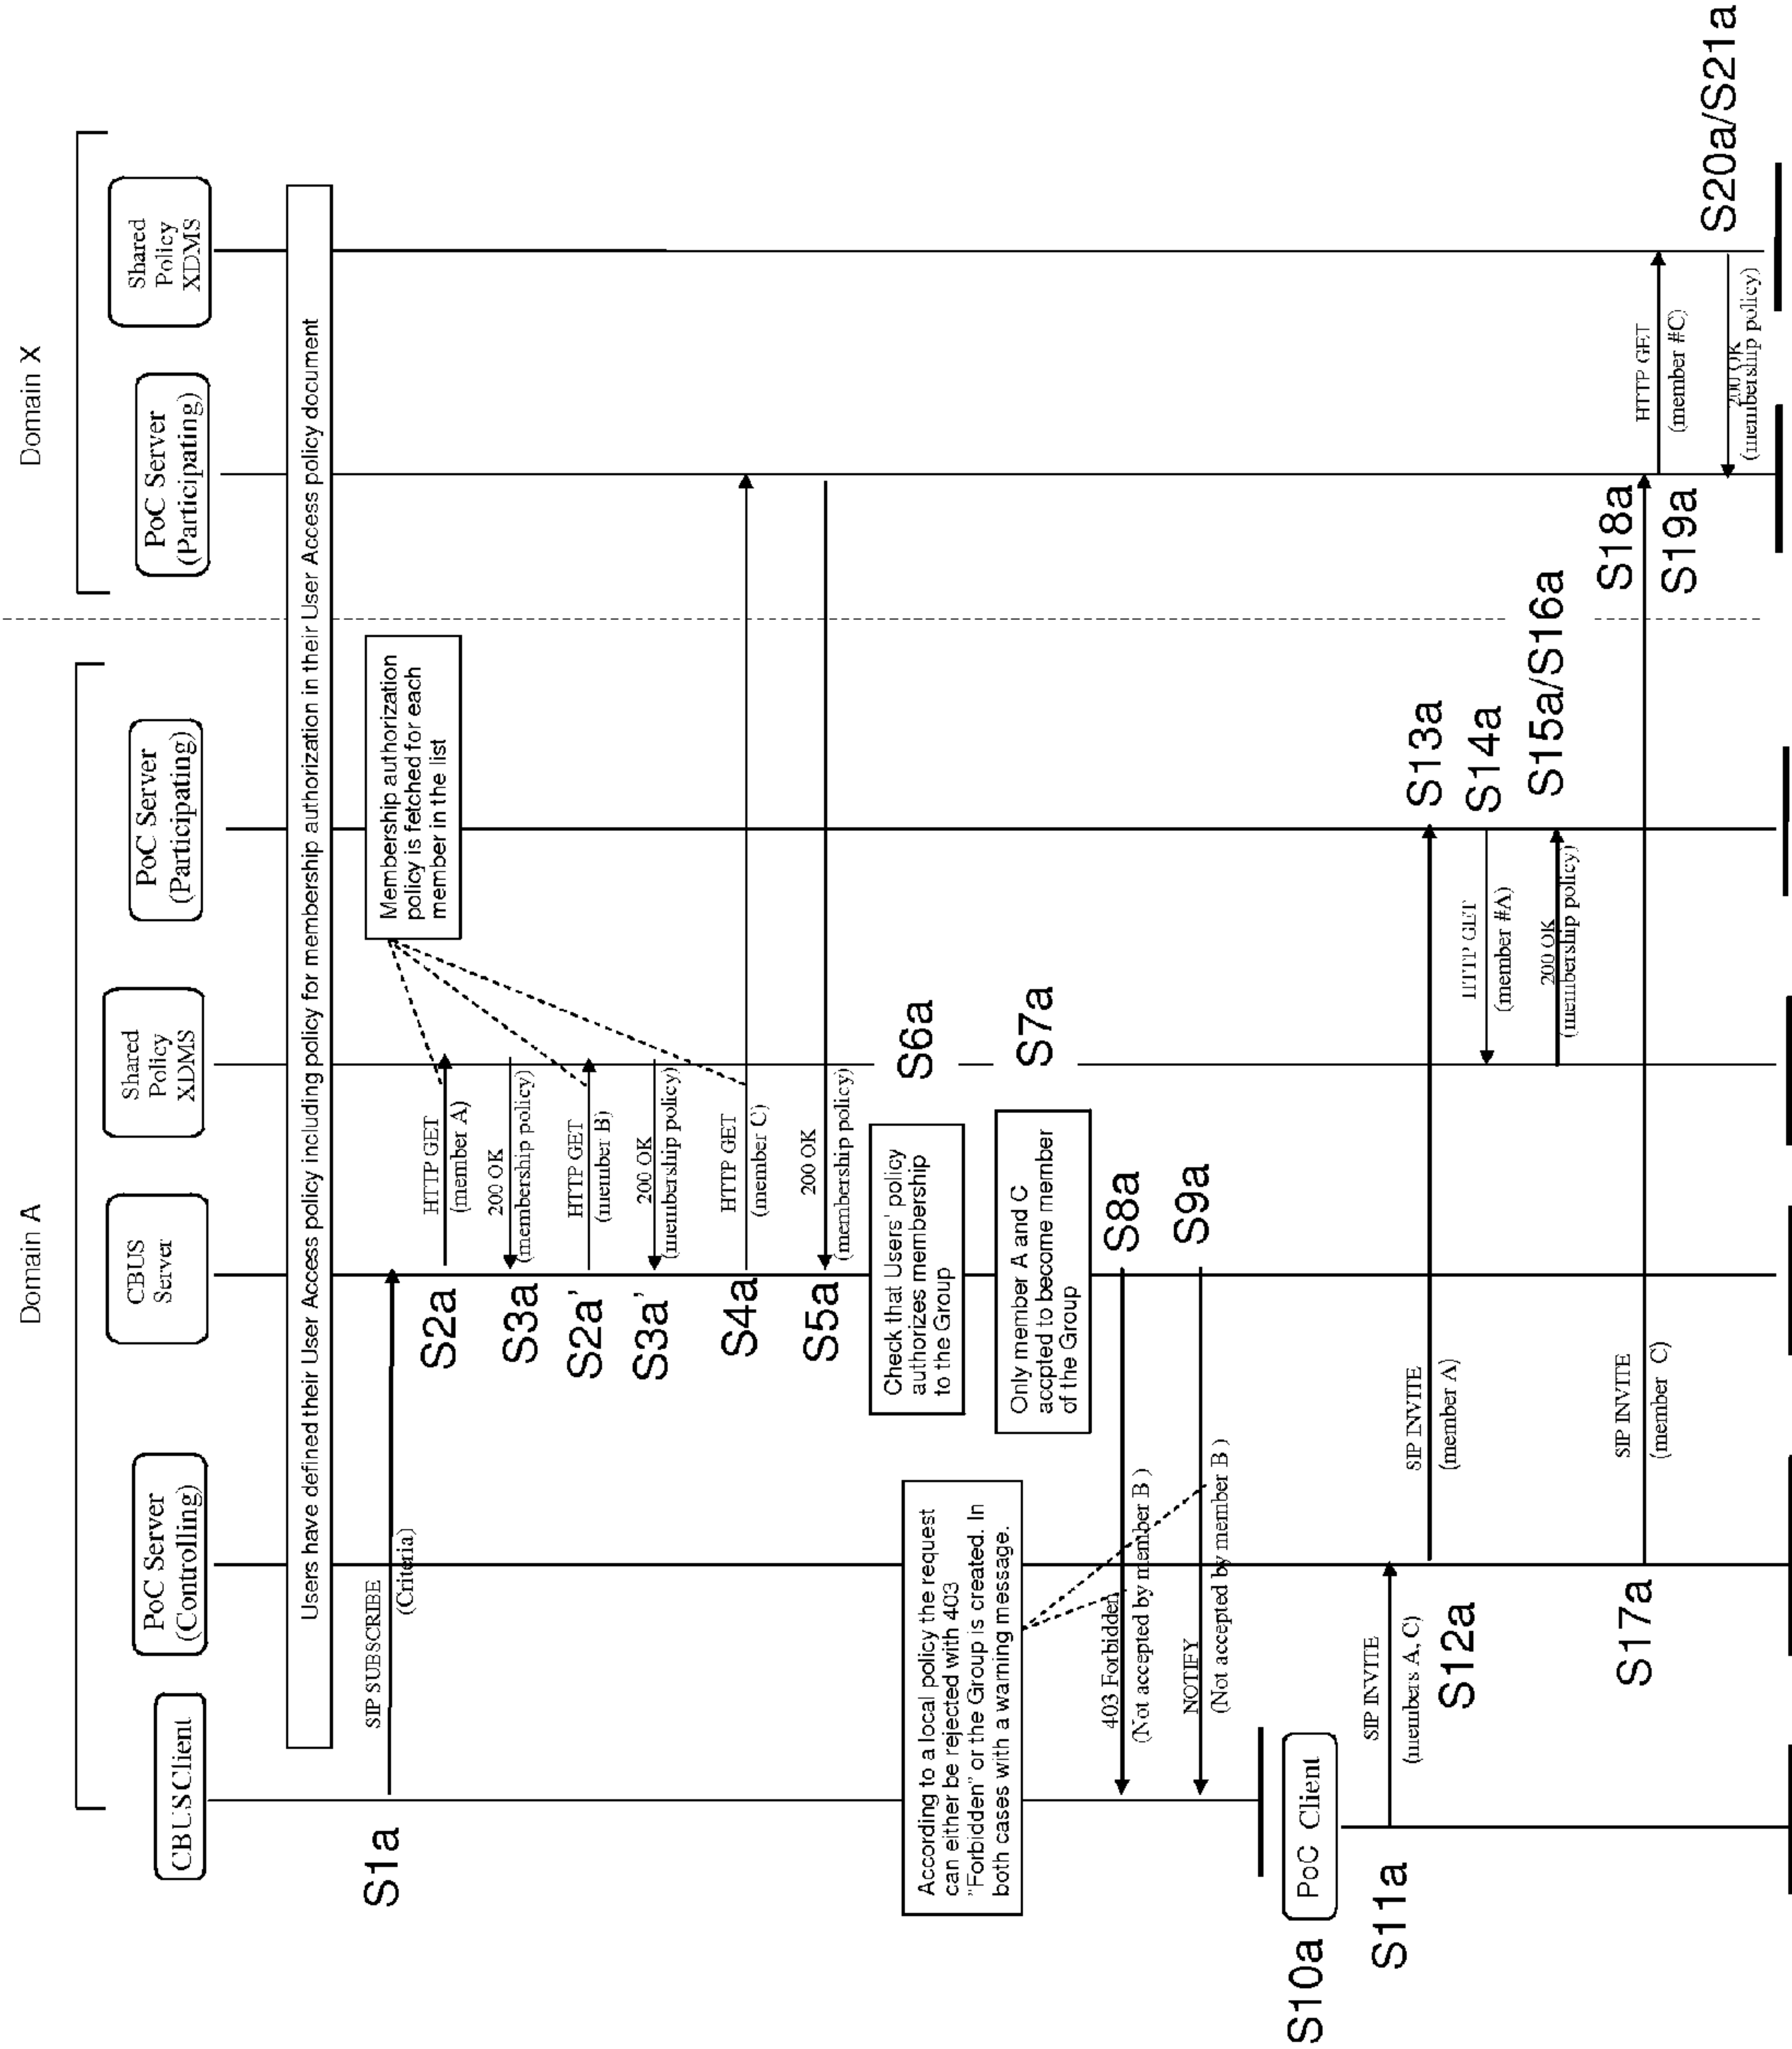 Domain A
Domain X
CBUSClient
PoC Server
(Controlling)
CBUS
Server
Shared
Policy
XDMS
PoC Server
(Participating)
PoC Server
(Participating)
Shared
Policy
XDMS
Users have defined their User Access policy including policy for membership authorization in their User Access policy document
S1a
SIP SUBSCRIBE
(Criteria)
Membership authorization
policy is fetched for each
member in the list
S2a
HTTP GET
(member A)
S3a
200 OK
(membership policy)
S2a'
HTTP GET
(member B)
S3a'
200 OK
(membership policy)
S4a
HTTP GET
(member C)
S5a
200 OK
(membership policy)
S6a
Check that Users' policy
authorizes membership
to the Group
S7a
Only member A and C
accpted to become member
of the Group
According to a local policy the request
can either be rejected with 403
"Forbidden" or the Group is created. In
both cases with a warning message.
S8a
403 Forbidden
(Not accepted by member B )
S9a
NOTIFY
(Not accepted by member B )
S10a
PoC Client
S11a
SIP INVITE
(members A, C)
S12a
SIP INVITE
(member A)
S13a
S14a
HTTP GET
(member #A)
S15a/S16a
200 OK
(membership policy)
S17a
SIP INVITE
(member C)
S18a
S19a
HTTP GET
(member #C)
S20a/S21a
200 OK
(membership policy)